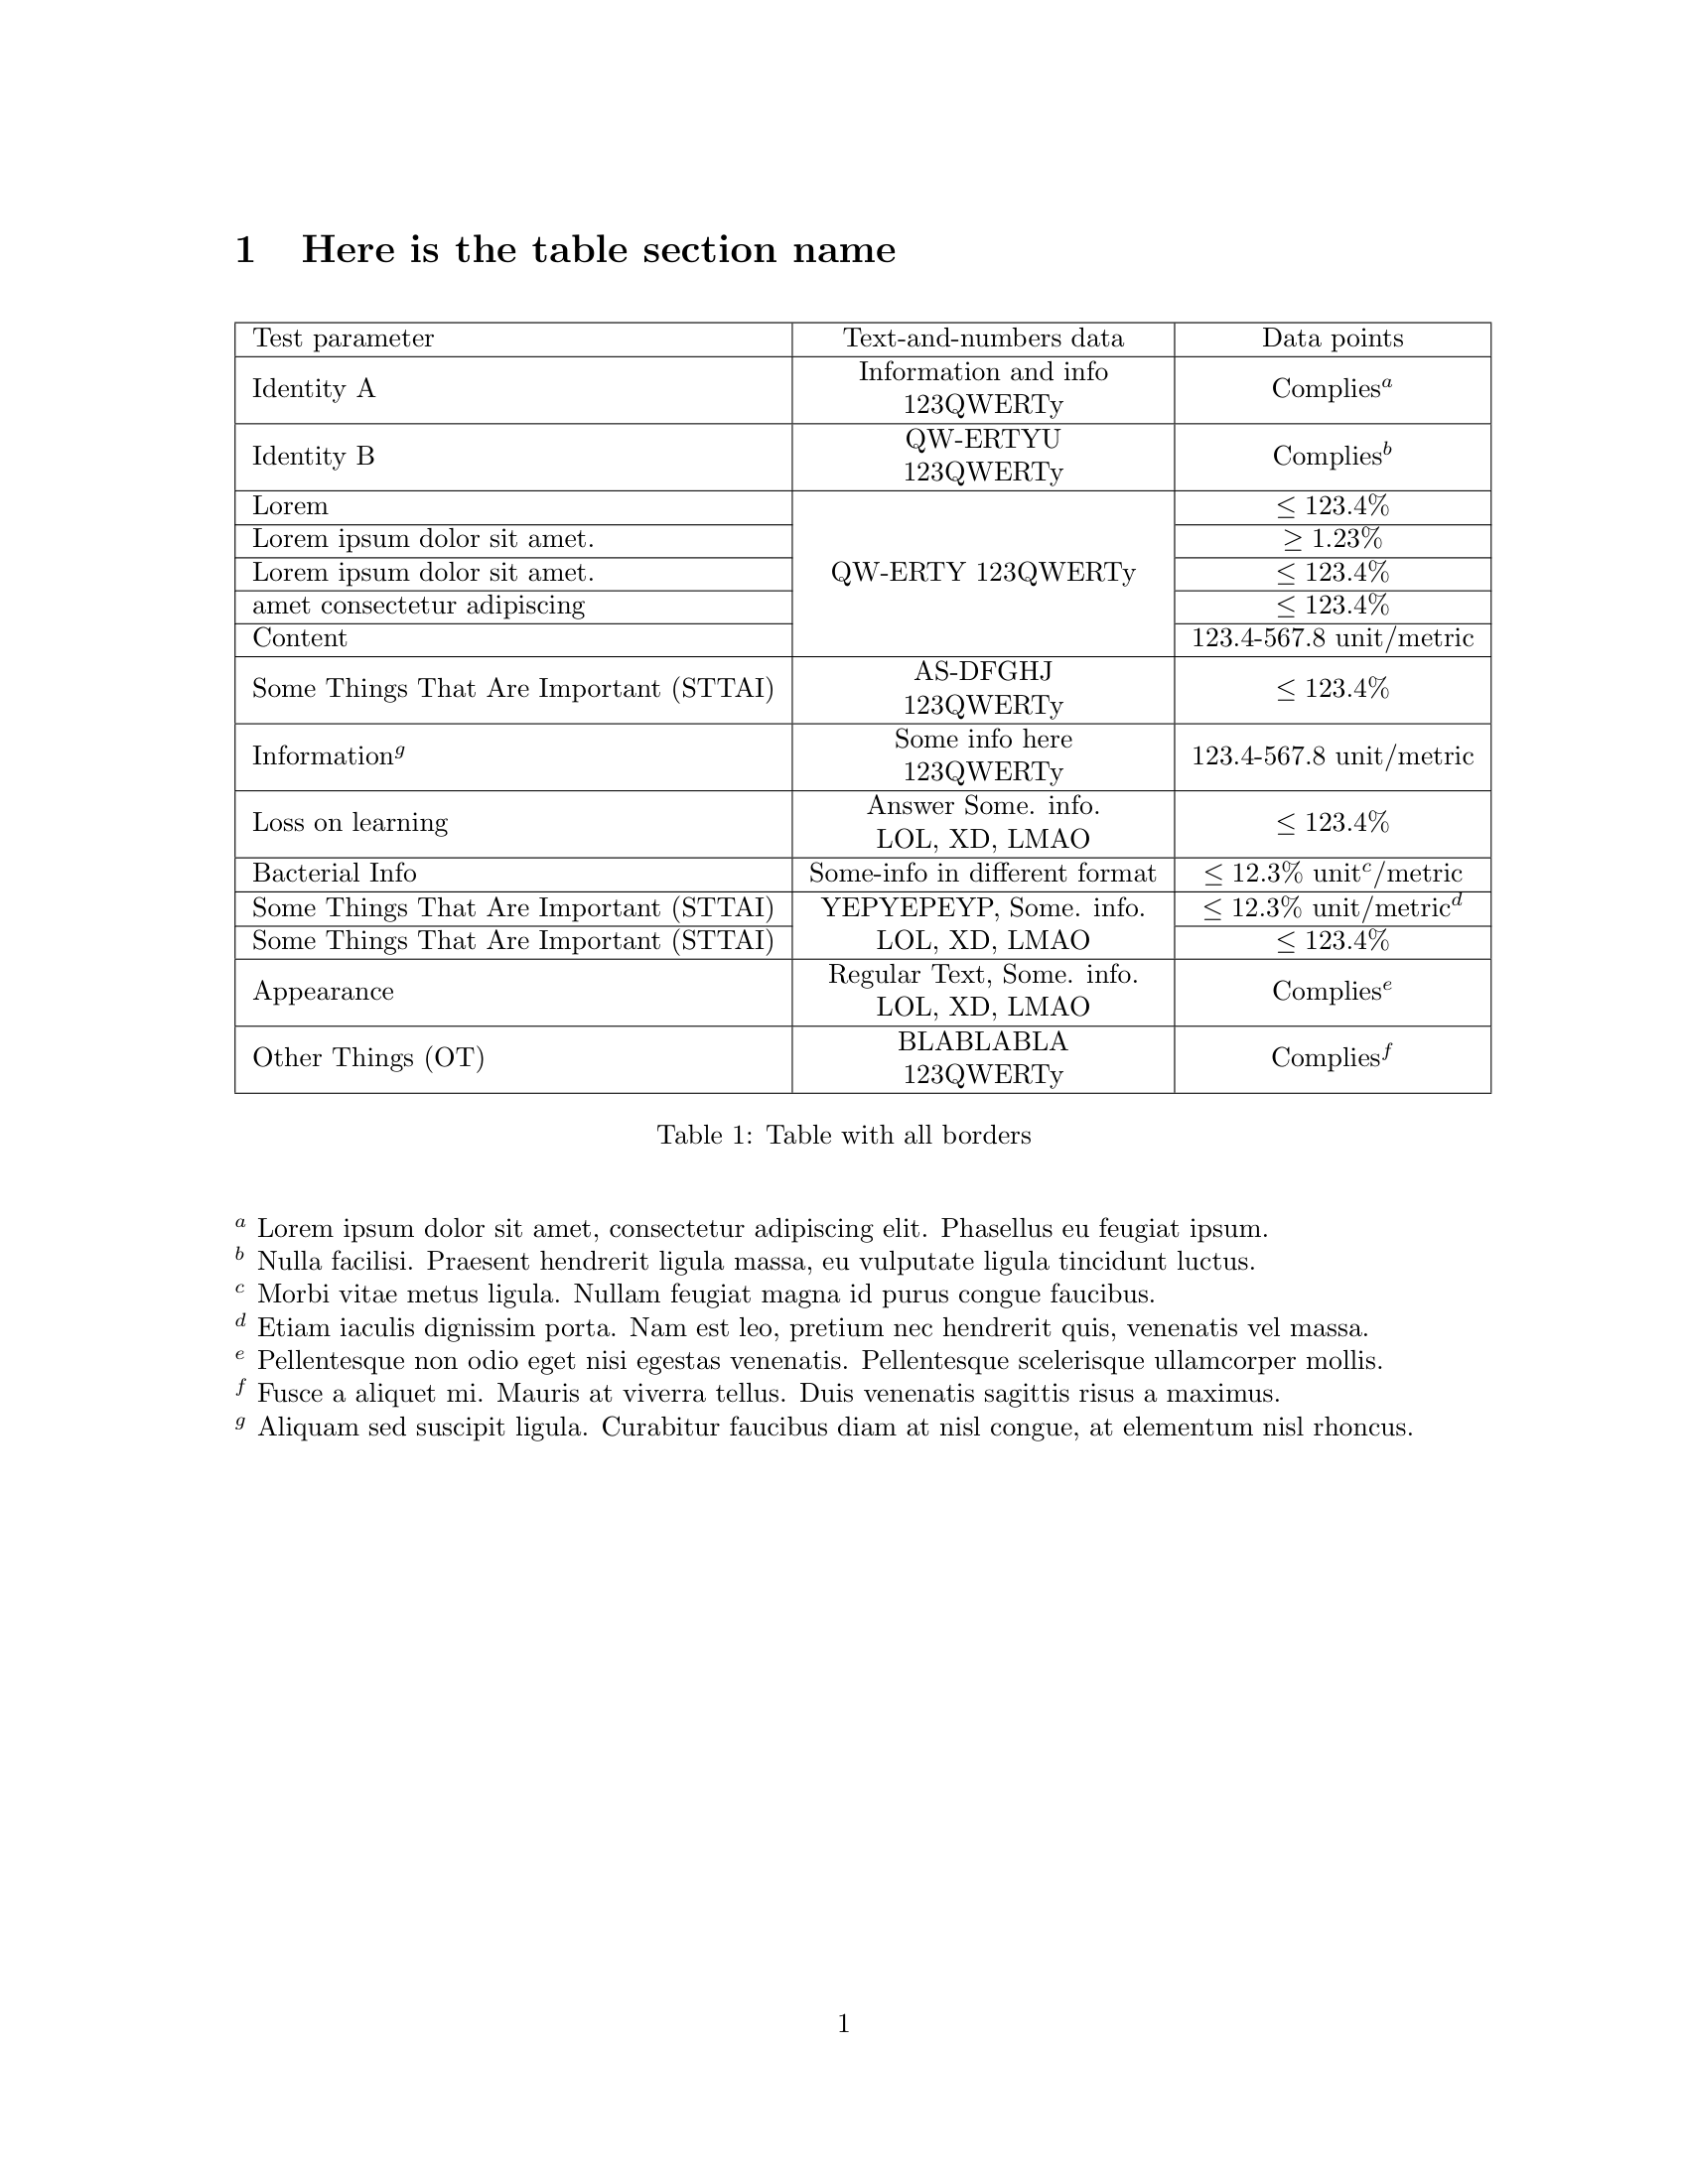 1 Here is the table section name
Test parameter Text-and-numbers data Data points
Identity A Information and info 123QWERTy Complies^a
Identity B QW-ERTYU 123QWERTy Complies^b
Lorem ≤ 123.4%
Lorem ipsum dolor sit amet. ≥ 1.23%
Lorem ipsum dolor sit amet. QW-ERTY 123QWERTy ≤ 123.4%
amet consectetur adipiscing ≤ 123.4%
Content 123.4-567.8 unit/metric
Some Things That Are Important (STTAI) AS-DFGHJ 123QWERTy ≤ 123.4%
Information^g Some info here 123QWERTy 123.4-567.8 unit/metric
Loss on learning Answer Some. info. LOL, XD, LMAO ≤ 123.4%
Bacterial Info Some-info in different format ≤ 12.3% unit^c/metric
Some Things That Are Important (STTAI) YEPYEPEYP, Some. info. ≤ 12.3% unit/metric^d
Some Things That Are Important (STTAI) LOL, XD, LMAO ≤ 123.4%
Appearance Regular Text, Some. info. LOL, XD, LMAO Complies^e
Other Things (OT) BLABLABLA 123QWERTy Complies^f
Table 1: Table with all borders
^a Lorem ipsum dolor sit amet, consectetur adipiscing elit. Phasellus eu feugiat ipsum.
^b Nulla facilisi. Praesent hendrerit ligula massa, eu vulputate ligula tincidunt luctus.
^c Morbi vitae metus ligula. Nullam feugiat magna id purus congue faucibus.
^d Etiam iaculis dignissim porta. Nam est leo, pretium nec hendrerit quis, venenatis vel massa.
^e Pellentesque non odio eget nisi egestas venenatis. Pellentesque scelerisque ullamcorper mollis.
^f Fusce a aliquet mi. Mauris at viverra tellus. Duis venenatis sagittis risus a maximus.
^g Aliquam sed suscipit ligula. Curabitur faucibus diam at nisl congue, at elementum nisl rhoncus.
1